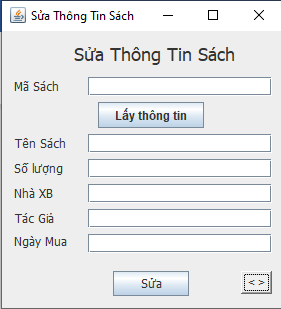 Sửa Thông Tin Sách
Sửa Thông Tin Sách
Mã Sách
Lấy thông tin
Tên Sách
Số lượng
Nhà XB
Tác Giả
Ngày Mua
Sửa
< >